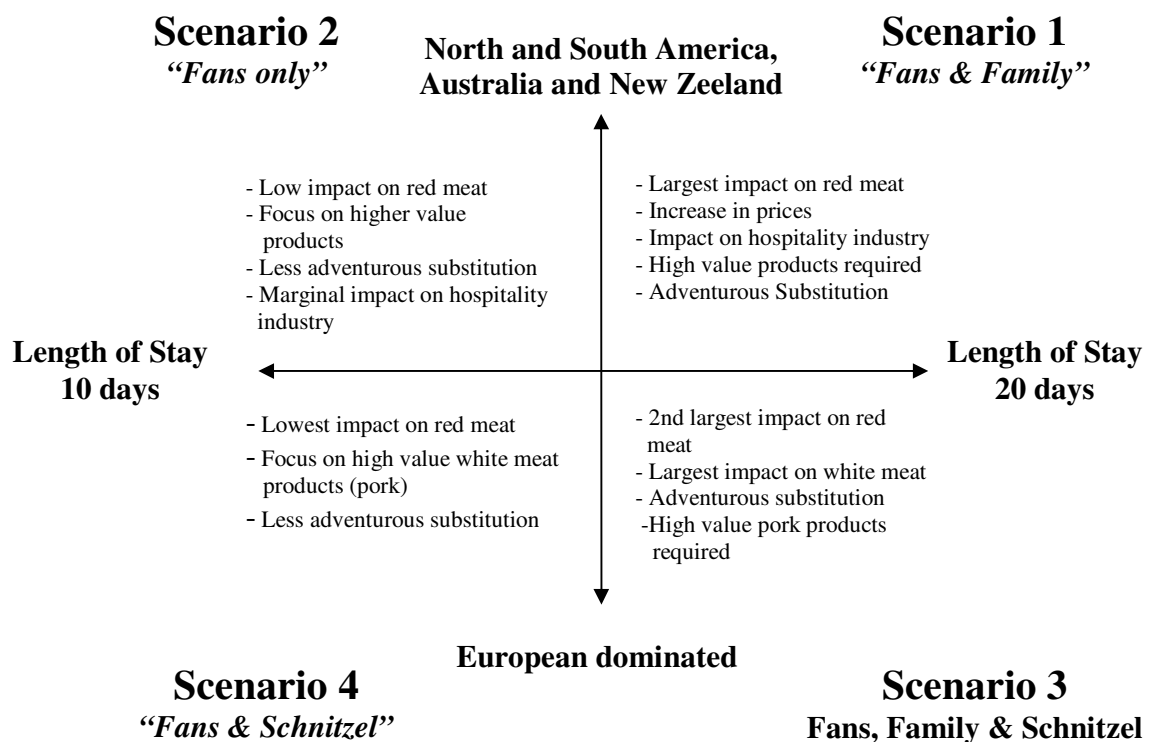 Scenario 2
“Fans only”
North and South America,
Australia and New Zeeland
Scenario 1
“Fans & Family”
- Low impact on red meat
- Focus on higher value
products
- Less adventurous substitution
- Marginal impact on hospitality
industry
- Largest impact on red meat
- Increase in prices
- Impact on hospitality industry
- High value products required
- Adventurous Substitution
Length of Stay
10 days
Length of Stay
20 days
- Lowest impact on red meat
- Focus on high value white meat
products (pork)
- Less adventurous substitution
- 2nd largest impact on red
meat
- Largest impact on white meat
- Adventurous substitution
-High value pork products
required
European dominated
Scenario 4
“Fans & Schnitzel”
Scenario 3
Fans, Family & Schnitzel